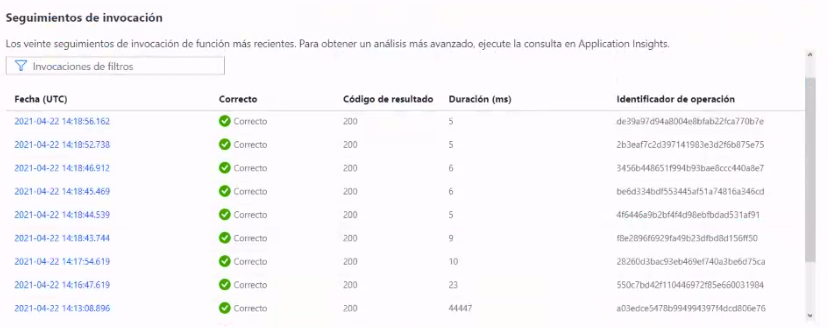 Seguimientos de invocación
Los veinte seguimientos de invocación de función más recientes. Para obtener un análisis más avanzado, ejecute la consulta en Application Insights.
Invocaciones de filtros
Fecha (UTC) Correcto Código de resultado Duración (ms) Identificador de operación
2021-04-22 14:18:56.162 Correcto 200 5 de39a97d94a8004e8bfab22fca770b7e
2021-04-22 14:18:52.738 Correcto 200 5 2b3eaf7c2d397141983e3d2f6b875e75
2021-04-22 14:18:46.912 Correcto 200 6 3456b448651f994b93bae8ccc440a8e7
2021-04-22 14:18:45.469 Correcto 200 6 be6d334bdf553445af51a74816a346cd
2021-04-22 14:18:44.539 Correcto 200 5 4f6446a9b2bf4f4d98ebfbdad531af91
2021-04-22 14:18:43.744 Correcto 200 9 f8e2896f6929fa49b23dfbd8d156ff50
2021-04-22 14:17:54.619 Correcto 200 10 28260d3bac93eb469ef740a3be6d75ca
2021-04-22 14:16:47.619 Correcto 200 23 550c7bd42f110446972f85e660031984
2021-04-22 14:13:08.896 Correcto 200 44447 a03edce5478b994994397f4dcd806e76